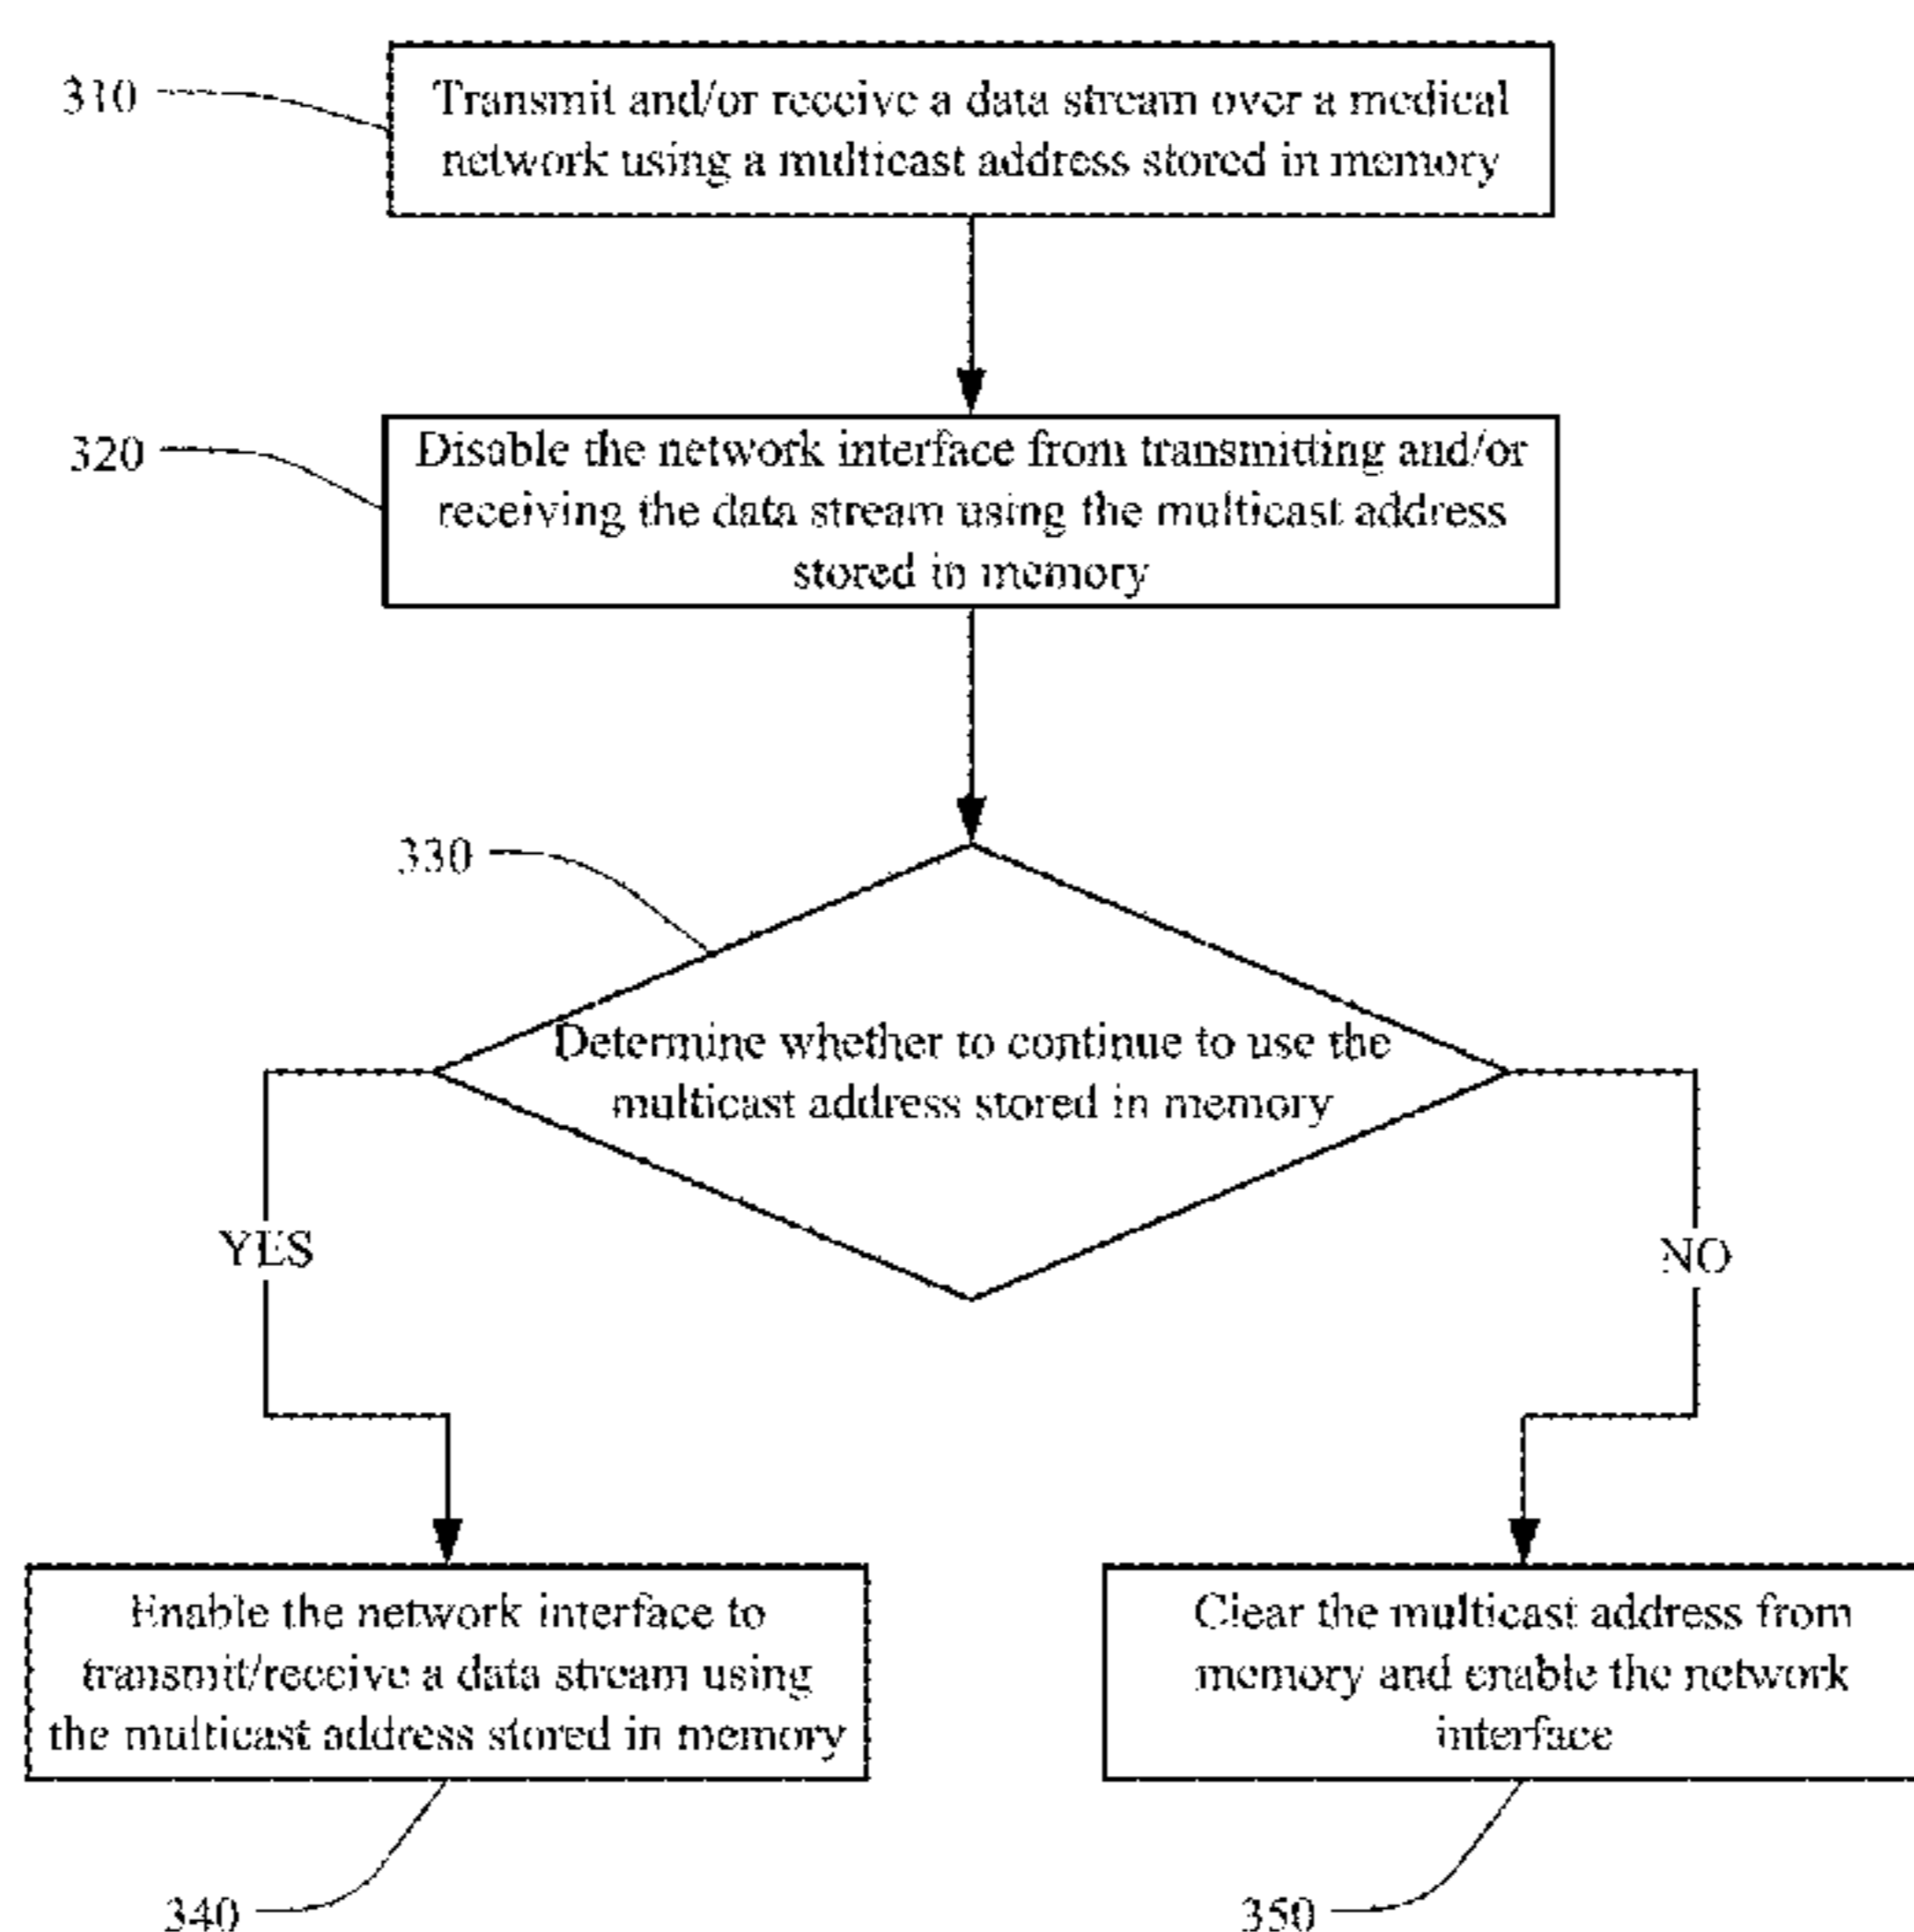 310
Transmit and/or receive a data stream over a medical
network using a multicast address stored in memory
320
Disable the network interface from transmitting and/or
receiving the data stream using the multicast address
stored in memory
330
Determine whether to continue to use the
multicast address stored in memory
YES
NO
Enable the network interface to
transmit/receive a data stream using
the multicast address stored in memory
Clear the multicast address from
memory and enable the network
interface
340
350